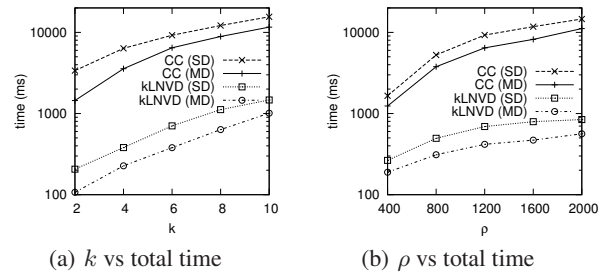 10000
1000
100
time (ms)
CC (SD)
CC (MD)
kLNVD (SD)
kLNVD (MD)
2 4 6 8 10
k
(a) k vs total time
10000
1000
100
time (ms)
CC (SD)
CC (MD)
kLNVD (SD)
kLNVD (MD)
400 800 1200 1600 2000
ρ
(b) ρ vs total time